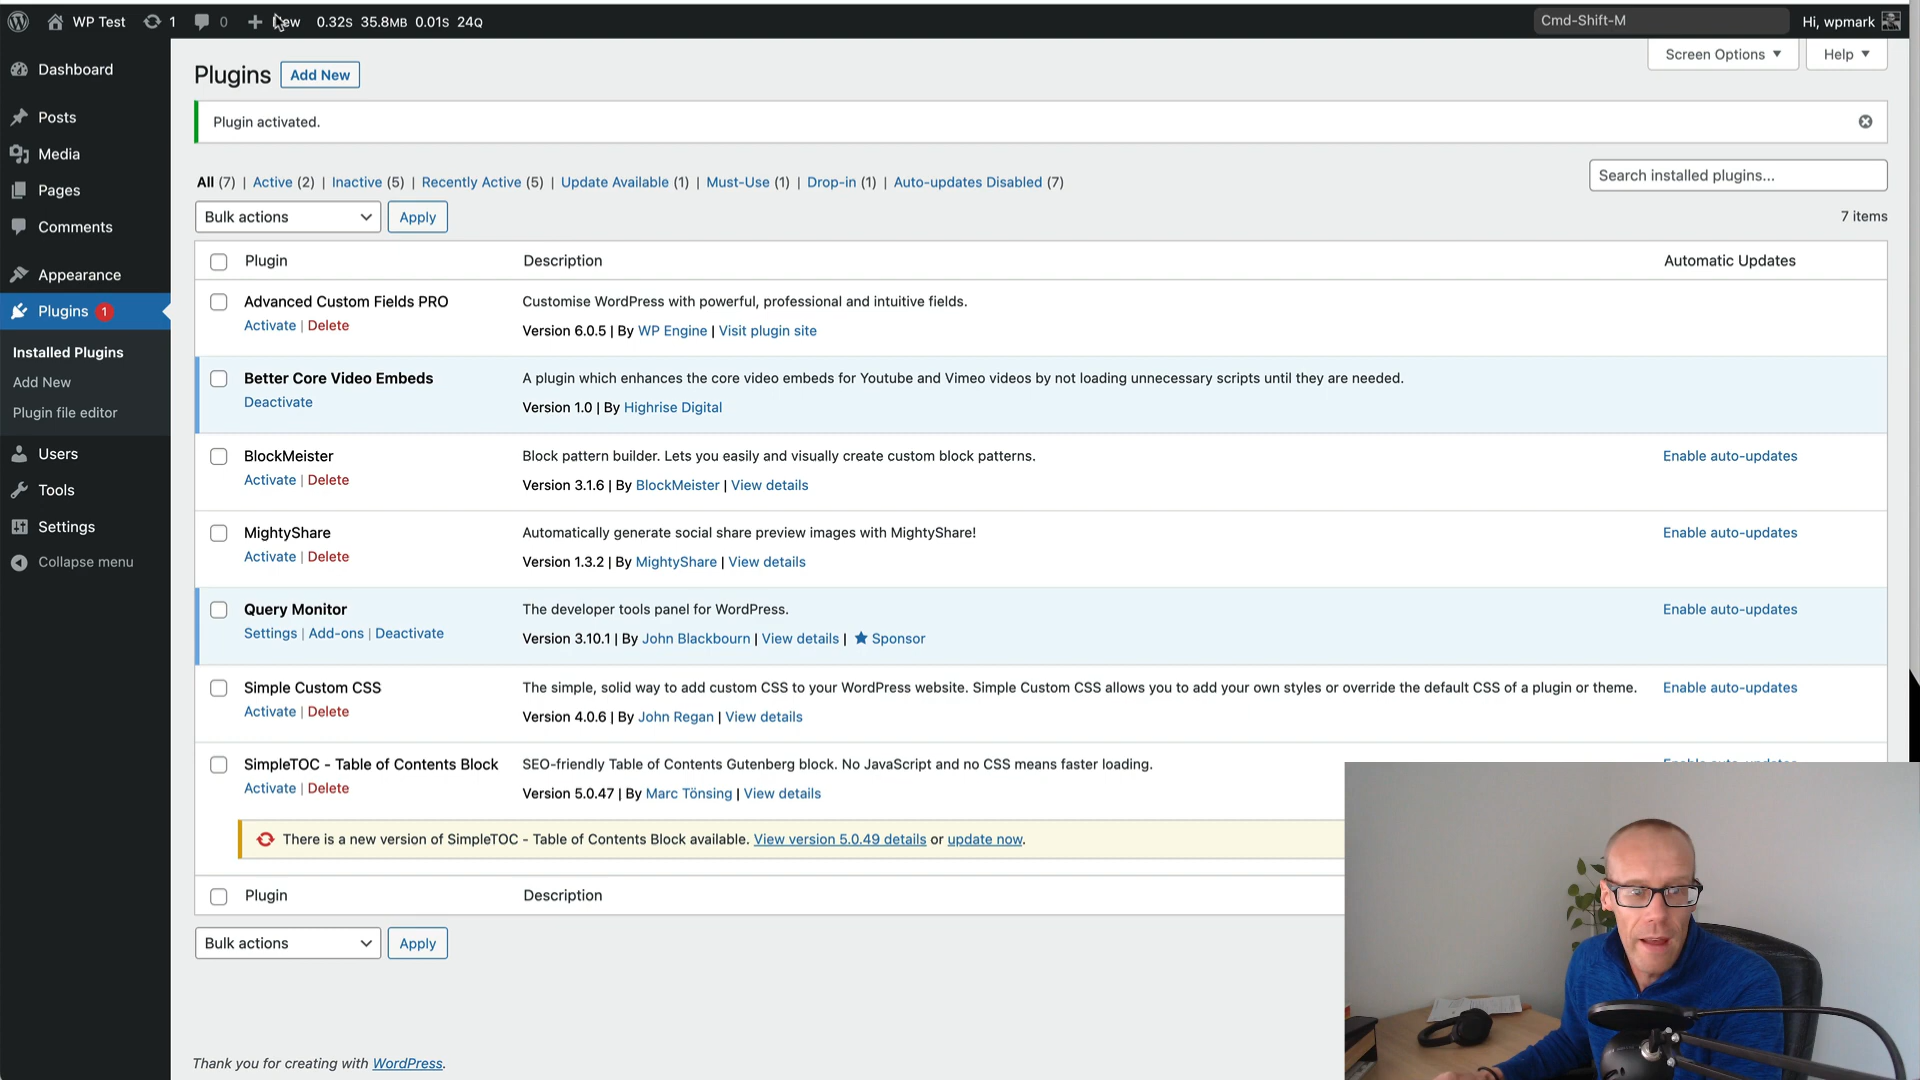 WP Test 1 0 New 0.32s 35.8MB 0.01s 24Q Cmd-Shift-M Hi, wpmark
Screen Options Help
Dashboard
Posts
Media
Pages
Comments
Appearance
Plugins 1
Installed Plugins
Add New
Plugin file editor
Users
Tools
Settings
Collapse menu
Plugins Add New
Plugin activated.
All (7) | Active (2) | Inactive (5) | Recently Active (5) | Update Available (1) | Must-Use (1) | Drop-in (1) | Auto-updates Disabled (7)
Search installed plugins...
Bulk actions Apply
7 items
Plugin Description Automatic Updates
Advanced Custom Fields PRO Customise WordPress with powerful, professional and intuitive fields.
Activate | Delete
Version 6.0.5 | By WP Engine | Visit plugin site
Better Core Video Embeds A plugin which enhances the core video embeds for Youtube and Vimeo videos by not loading unnecessary scripts until they are needed.
Deactivate
Version 1.0 | By Highrise Digital
BlockMeister Block pattern builder. Lets you easily and visually create custom block patterns. Enable auto-updates
Activate | Delete
Version 3.1.6 | By BlockMeister | View details
MightyShare Automatically generate social share preview images with MightyShare! Enable auto-updates
Activate | Delete
Version 1.3.2 | By MightyShare | View details
Query Monitor The developer tools panel for WordPress. Enable auto-updates
Settings | Add-ons | Deactivate
Version 3.10.1 | By John Blackbourn | View details | Sponsor
Simple Custom CSS The simple, solid way to add custom CSS to your WordPress website. Simple Custom CSS allows you to add your own styles or override the default CSS of a plugin or theme. Enable auto-updates
Activate | Delete
Version 4.0.6 | By John Regan | View details
SimpleTOC - Table of Contents Block SEO-friendly Table of Contents Gutenberg block. No JavaScript and no CSS means faster loading.
Activate | Delete
Version 5.0.47 | By Marc Tönsing | View details
There is a new version of SimpleTOC - Table of Contents Block available. View version 5.0.49 details or update now.
Plugin Description
Bulk actions Apply
Thank you for creating with WordPress.